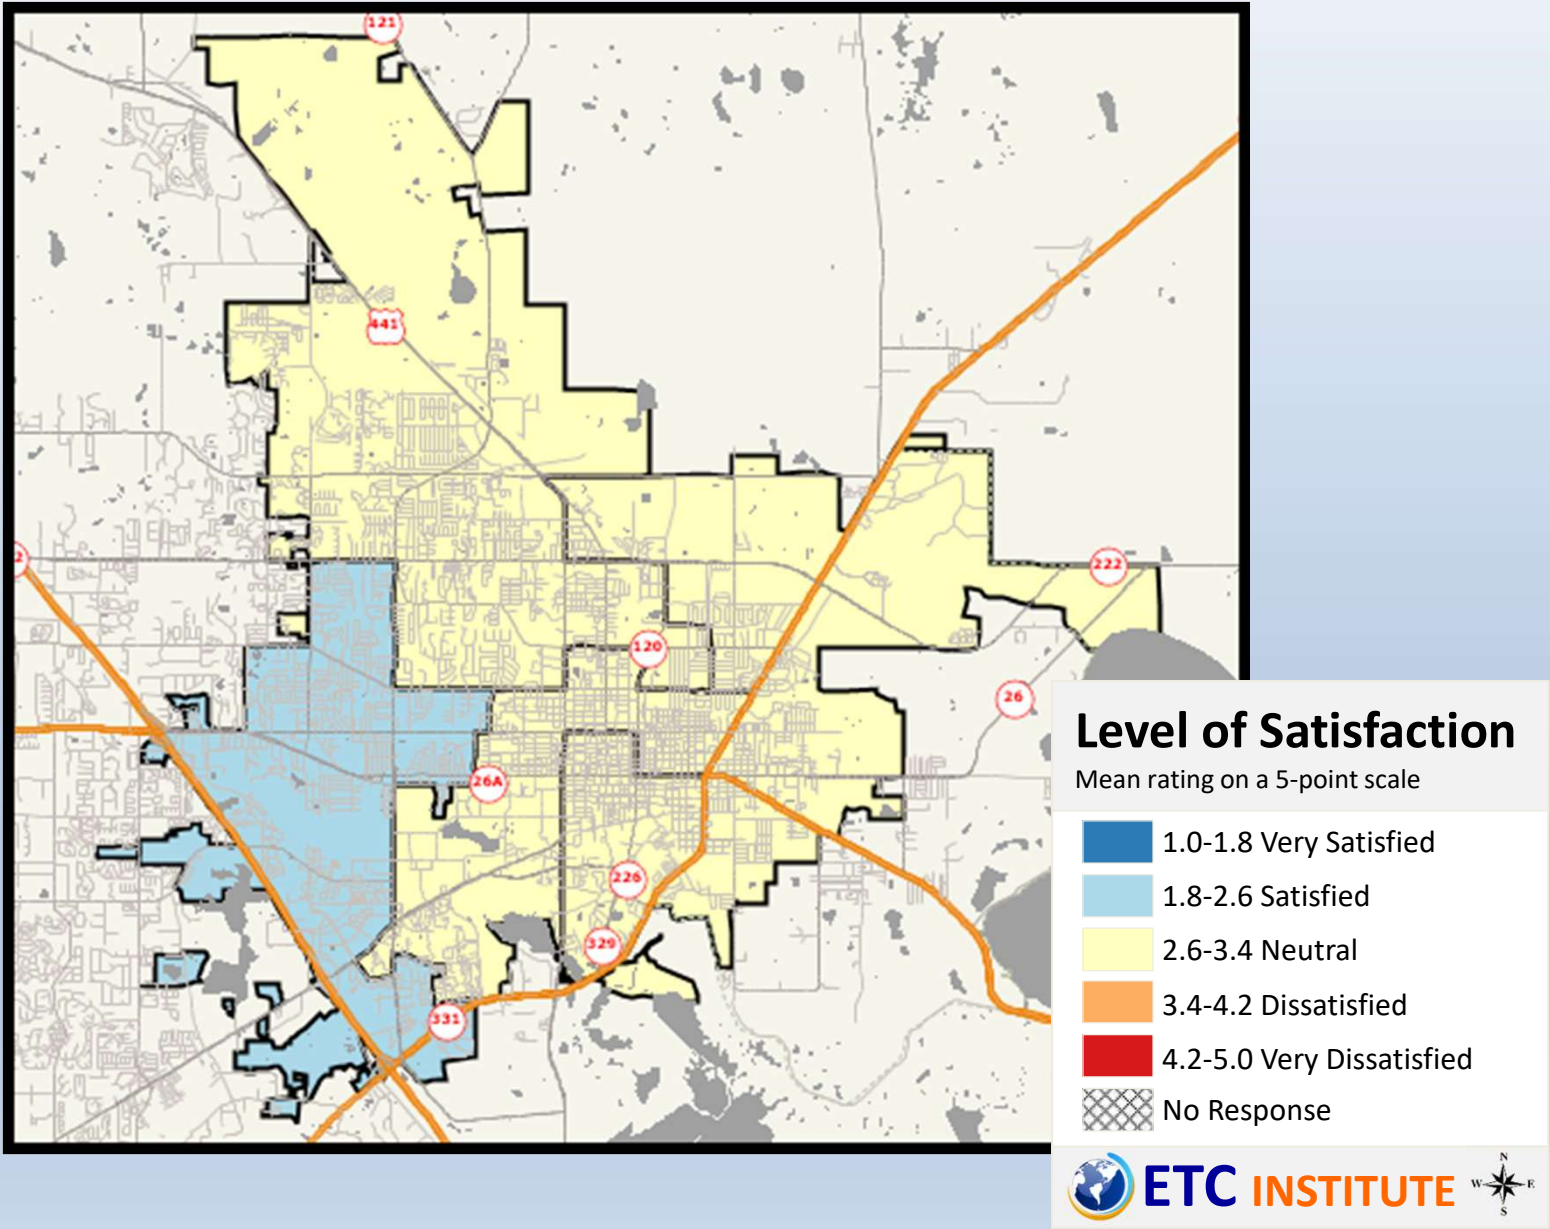 121
441
2
222
120
26
26A
226
329
331
Level of Satisfaction
Mean rating on a 5-point scale
1.0-1.8 Very Satisfied
1.8-2.6 Satisfied
2.6-3.4 Neutral
3.4-4.2 Dissatisfied
4.2-5.0 Very Dissatisfied
No Response
ETC INSTITUTE
N
W E
S